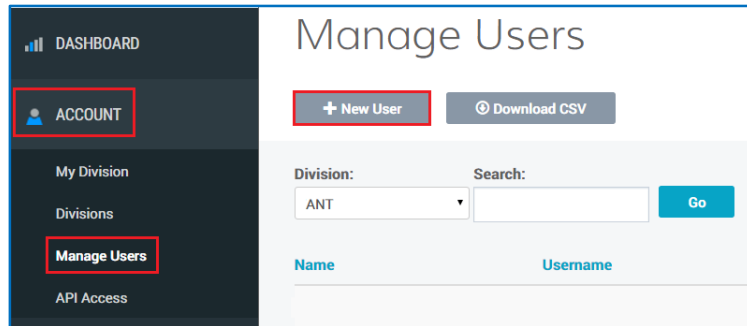 DASHBOARD
ACCOUNT
My Division
Divisions
Manage Users
API Access
Manage Users
New User
Download CSV
Division:
Search:
ANT
Go
Name
Username